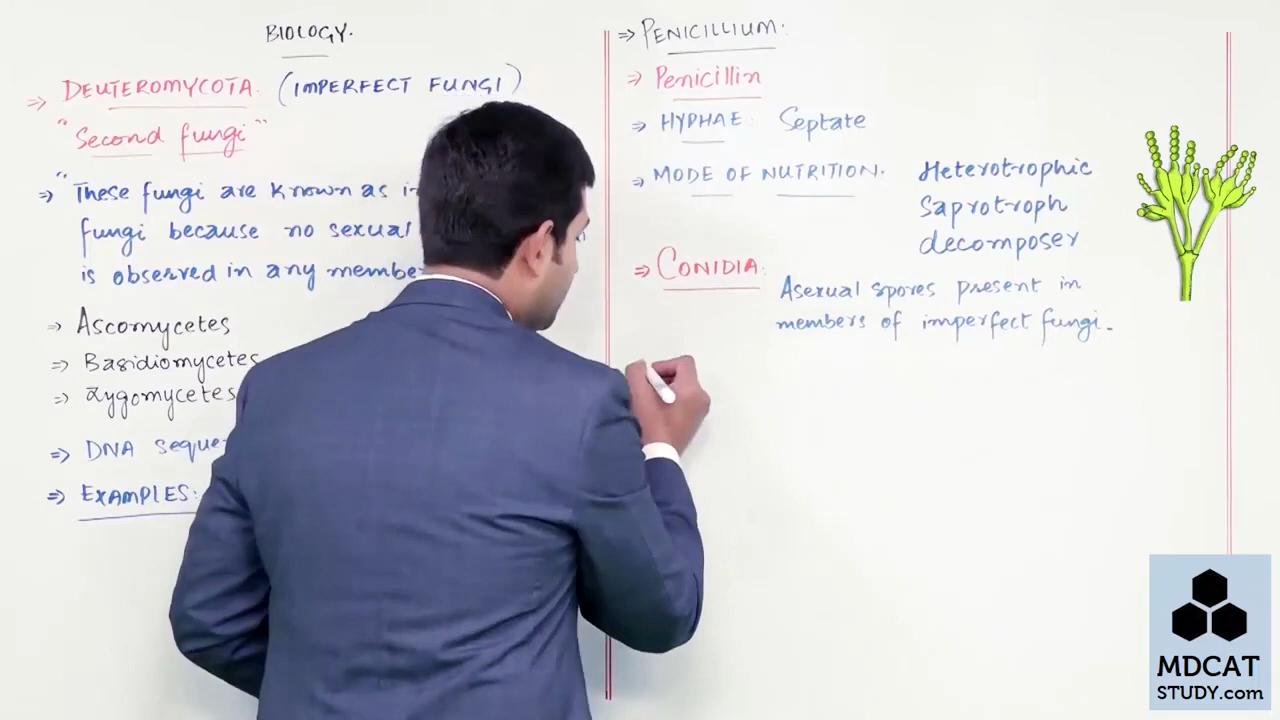 BIOLOGY.
⇒ DEUTEROMYCOTA. (IMPERFECT FUNGI)
"Second fungi"
⇒ "These fungi are known as
fungi because no sexual
is observed in any
⇒ Ascomycetes
⇒ Basidiomycetes
⇒ Zygomycetes
⇒ DNA
⇒ EXAMPLES:
⇒ PENICILLIUM:
⇒ Penicillin
⇒ HYPHAE: Septate
⇒ MODE OF NUTRITION. Heterotrophic
Saprotroph
decomposer
⇒ CONIDIA:
Asexual spores present in
members of imperfect fungi.
MDCAT
STUDY.com